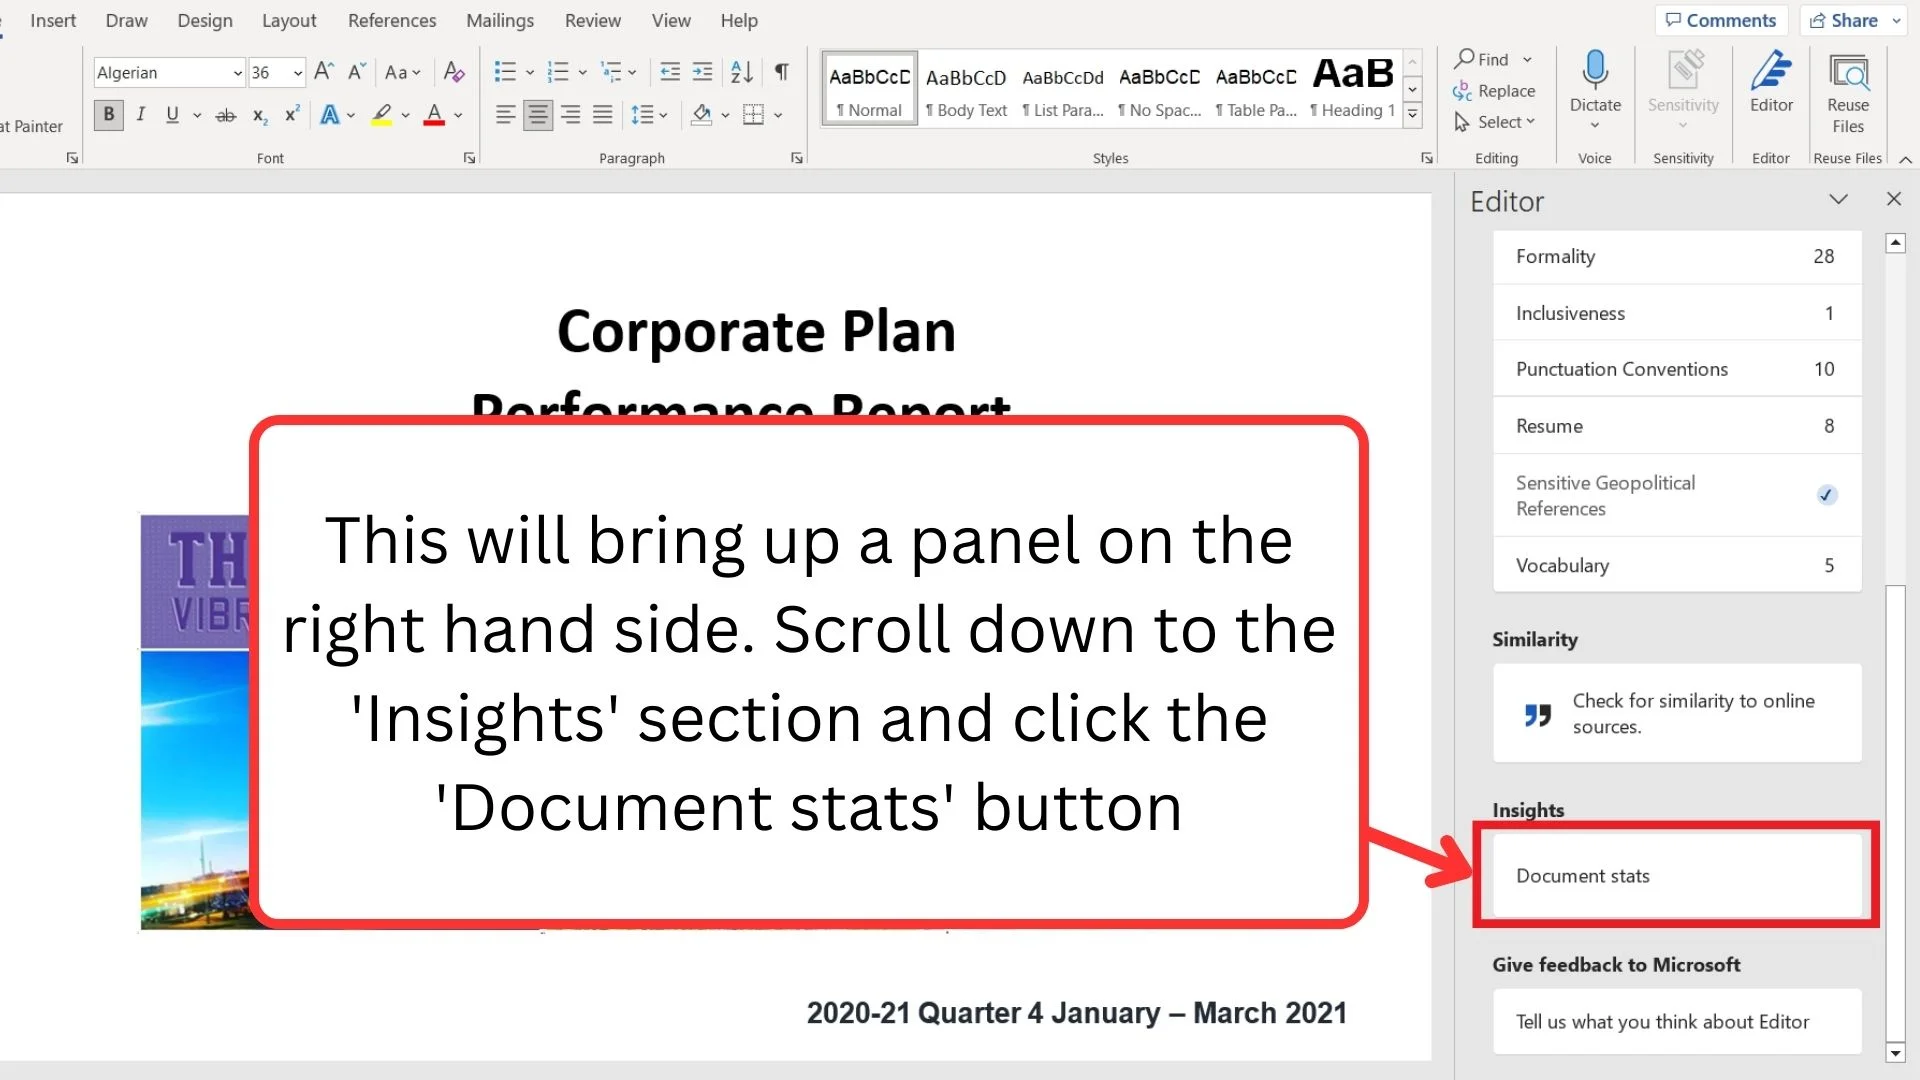 Insert Draw Design Layout References Mailings Review View Help
Comments Share
Algerian 36 Aa
AaBbCcD AaBbCcD AaBbCcDd AaBbCcD AaBbCcD AaB
¶ Normal ¶ Body Text ¶ List Para... ¶ No Spac... ¶ Table Pa... ¶ Heading 1
Find
Replace
Select
Dictate
Sensitivity
Editor
Reuse
Files
at Painter
Font Paragraph Styles Editing Voice Sensitivity Editor Reuse Files
Corporate Plan
Performance Report
TH
VIBR
This will bring up a panel on the
right hand side. Scroll down to the
'Insights' section and click the
'Document stats' button
2020-21 Quarter 4 January – March 2021
Editor
Formality 28
Inclusiveness 1
Punctuation Conventions 10
Resume 8
Sensitive Geopolitical
References
Vocabulary 5
Similarity
Check for similarity to online
sources.
Insights
Document stats
Give feedback to Microsoft
Tell us what you think about Editor